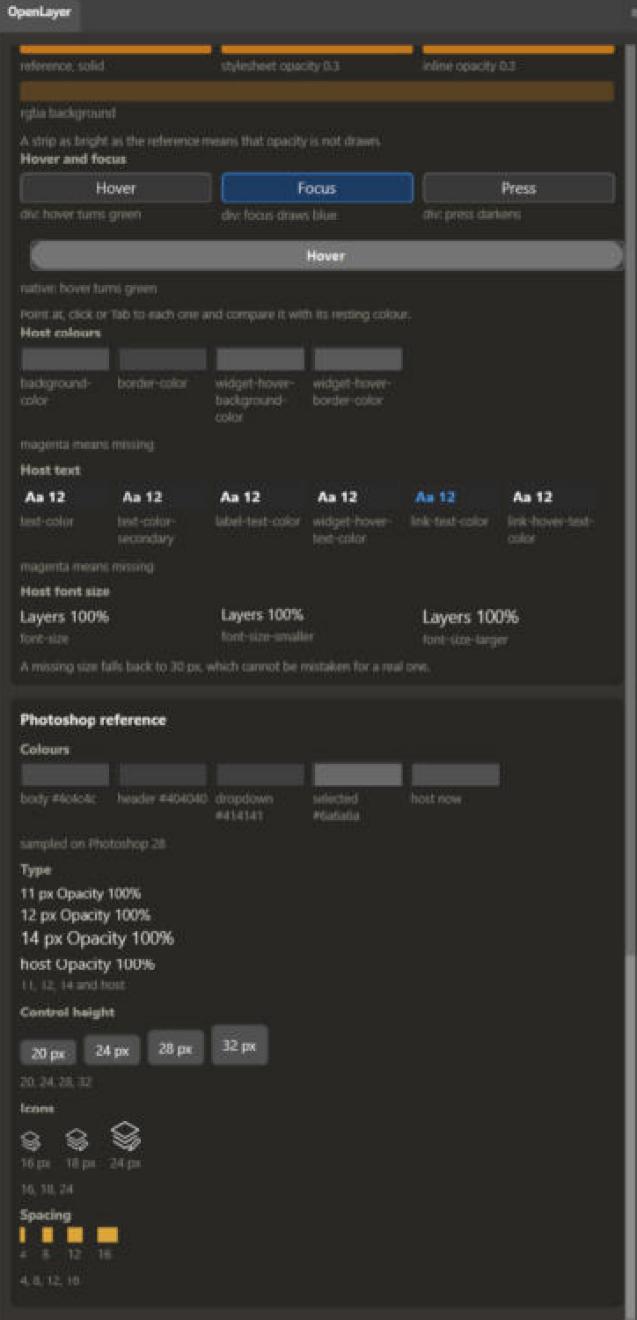 OpenLayer
reference, solid
stylesheet opacity 0.3
inline opacity 0.3
rgba background
A strip as bright as the reference means that opacity is not drawn.
Hover and focus
Hover
Focus
Press
div: hover turns green
div: focus draws blue
div: press darkens
Hover
native: hover turns green
Point at, click or Tab to each one and compare it with its resting colour.
Host colours
background-
color
border-color
widget-hover-
background-
color
widget-hover-
border-color
magenta means missing
Host text
Aa 12
Aa 12
Aa 12
Aa 12
Aa 12
Aa 12
text-color
text-color-
secondary
label-text-color
widget-hover-
text-color
link-text-color
link-hover-text-
color
magenta means missing
Host font size
Layers 100%
Layers 100%
Layers 100%
font-size
font-size-smaller
font-size-larger
A missing size falls back to 30 px, which cannot be mistaken for a real one.
Photoshop reference
Colours
body #4c4c4c
header #404040
dropdown
#414141
selected
#6a6a6a
host now
sampled on Photoshop 28
Type
11 px Opacity 100%
12 px Opacity 100%
14 px Opacity 100%
host Opacity 100%
11, 12, 14 and host
Control height
20 px
24 px
28 px
32 px
20, 24, 28, 32
Icons
16 px
18 px
24 px
16, 18, 24
Spacing
4
8
12
16
4, 8, 12, 16